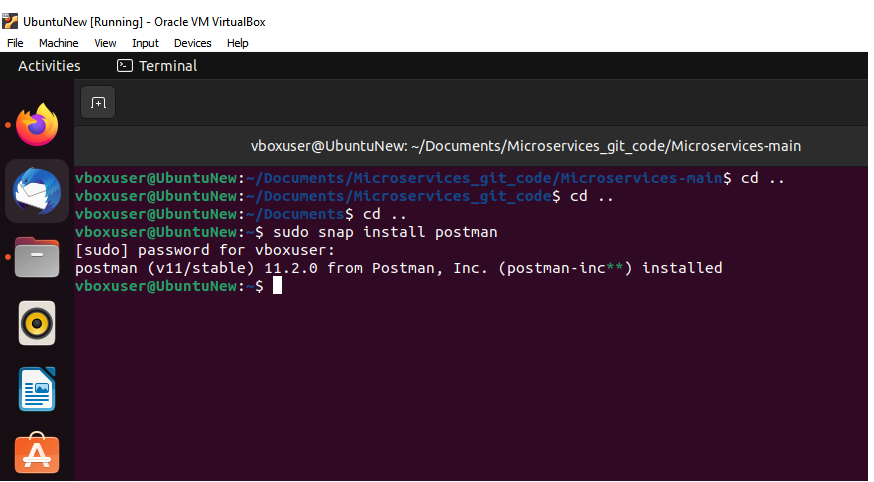 UbuntuNew [Running] - Oracle VM VirtualBox
File Machine View Input Devices Help
Activities Terminal
vboxuser@UbuntuNew: ~/Documents/Microservices_git_code/Microservices-main
vboxuser@UbuntuNew:~/Documents/Microservices_git_code/Microservices-main$ cd ..
vboxuser@UbuntuNew:~/Documents/Microservices_git_code$ cd ..
vboxuser@UbuntuNew:~/Documents$ cd ..
vboxuser@UbuntuNew:~$ sudo snap install postman
[sudo] password for vboxuser:
postman (v11/stable) 11.2.0 from Postman, Inc. (postman-inc**) installed
vboxuser@UbuntuNew:~$